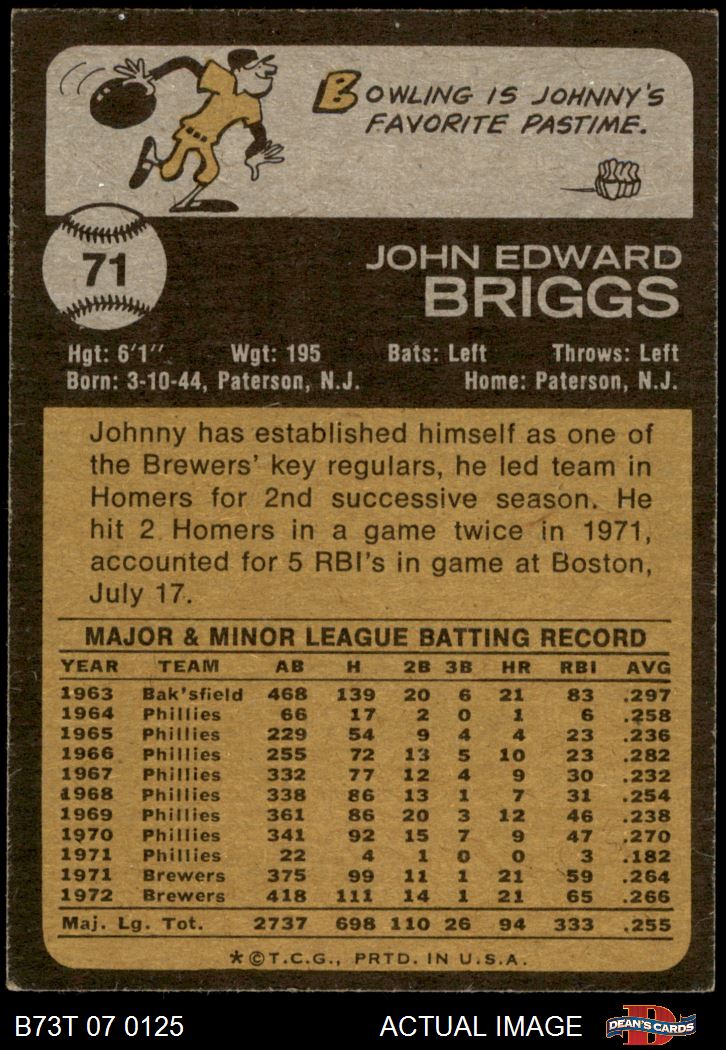 BOWLING IS JOHNNY'S
FAVORITE PASTIME.
71
JOHN EDWARD
BRIGGS
Hgt: 6'1" Wgt: 195 Bats: Left Throws: Left
Born: 3-10-44, Paterson, N.J. Home: Paterson, N.J.
Johnny has established himself as one of
the Brewers' key regulars, he led team in
Homers for 2nd successive season. He
hit 2 Homers in a game twice in 1971,
accounted for 5 RBI's in game at Boston,
July 17.
MAJOR & MINOR LEAGUE BATTING RECORD
YEAR TEAM AB H 2B 3B HR RBI AVG
1963 Bak'sfield 468 139 20 6 21 83 .297
1964 Phillies 66 17 2 0 1 6 .258
1965 Phillies 229 54 9 4 4 23 .236
1966 Phillies 255 72 13 5 10 23 .282
1967 Phillies 332 77 12 4 9 30 .232
1968 Phillies 338 86 13 1 7 31 .254
1969 Phillies 361 86 20 3 12 46 .238
1970 Phillies 341 92 15 7 9 47 .270
1971 Phillies 22 4 1 0 0 3 .182
1971 Brewers 375 99 11 1 21 59 .264
1972 Brewers 418 111 14 1 21 65 .266
Maj. Lg. Tot. 2737 698 110 26 94 333 .255
*©T.C.G., PRTD. IN U.S.A.
B73T 07 0125 ACTUAL IMAGE D DEAN'S CARDS